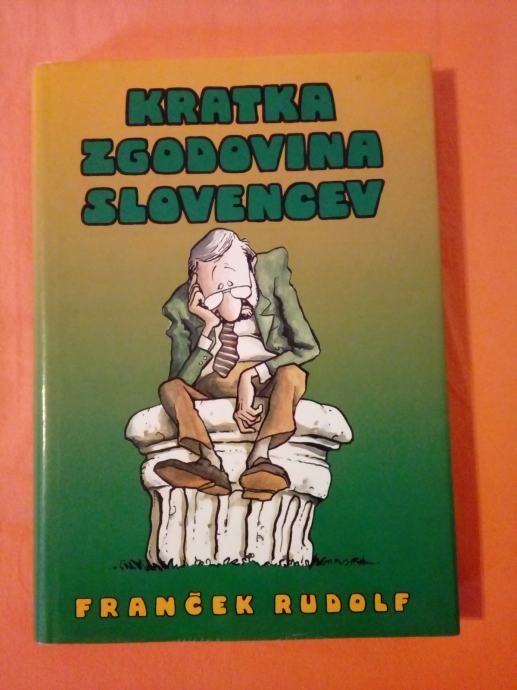 KRATKA
ZGODOVINA
SLOVENCEV
FRANČEK RUDOLF